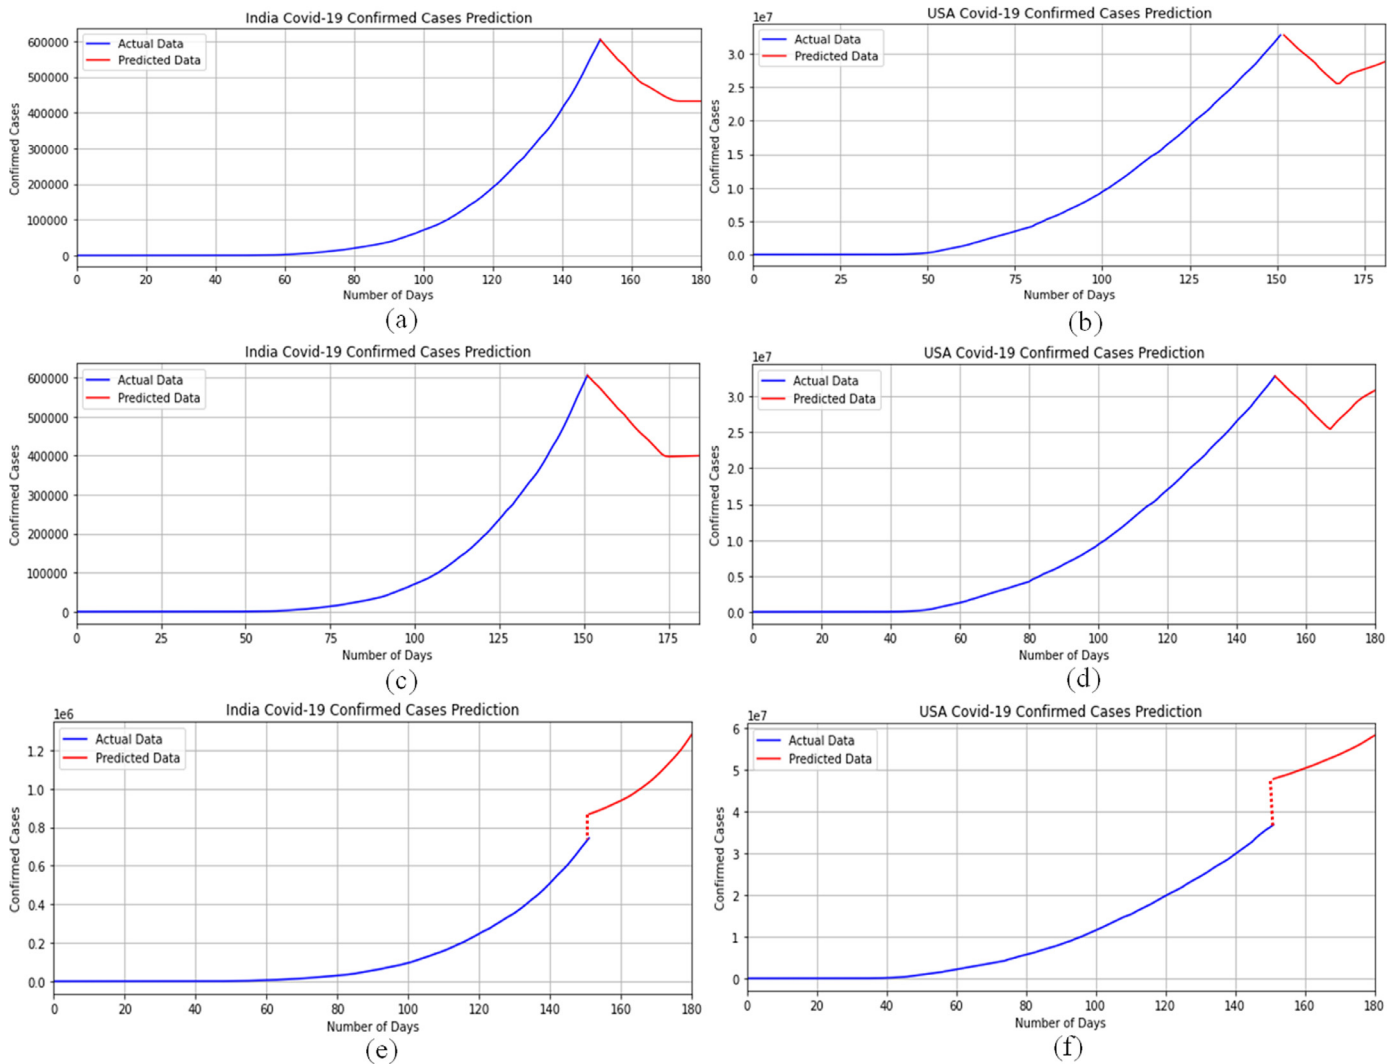 India Covid-19 Confirmed Cases Prediction
Actual Data
Predicted Data
600000
500000
400000
300000
200000
100000
0
Confirmed Cases
0 20 40 60 80 100 120 140 160 180
Number of Days
(a)
USA Covid-19 Confirmed Cases Prediction
1e7
Actual Data
Predicted Data
3.0
2.5
2.0
1.5
1.0
0.5
0.0
Confirmed Cases
0 25 50 75 100 125 150 175
Number of Days
(b)
India Covid-19 Confirmed Cases Prediction
Actual Data
Predicted Data
600000
500000
400000
300000
200000
100000
0
Confirmed Cases
0 25 50 75 100 125 150 175
Number of Days
(c)
USA Covid-19 Confirmed Cases Prediction
1e7
Actual Data
Predicted Data
3.0
2.5
2.0
1.5
1.0
0.5
0.0
Confirmed Cases
0 20 40 60 80 100 120 140 160 180
Number of Days
(d)
India Covid-19 Confirmed Cases Prediction
1e6
Actual Data
Predicted Data
1.2
1.0
0.8
0.6
0.4
0.2
0.0
Confirmed Cases
0 20 40 60 80 100 120 140 160 180
Number of Days
(e)
USA Covid-19 Confirmed Cases Prediction
1e7
Actual Data
Predicted Data
6
5
4
3
2
1
0
Confirmed Cases
0 20 40 60 80 100 120 140 160 180
Number of Days
(f)